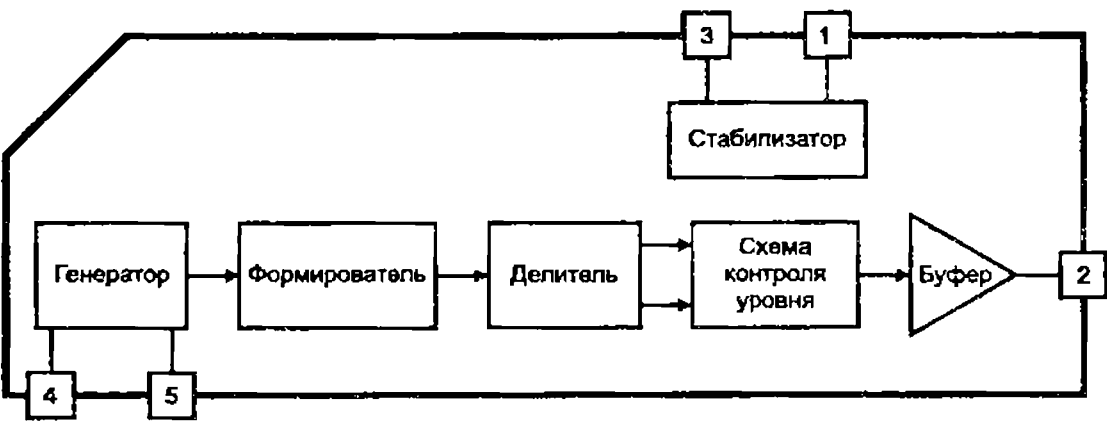 3
1
Стабилизатор
Генератор
Формирователь
Делитель
Схема
контроля
уровня
Буфер
2
4
5